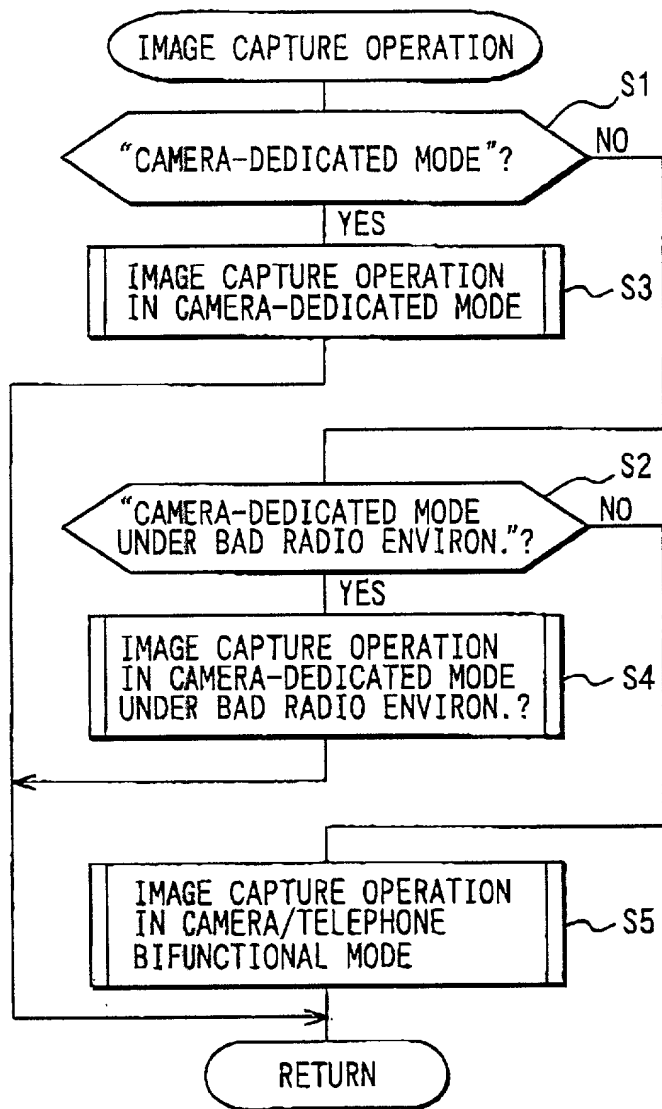 IMAGE CAPTURE OPERATION
S1
“CAMERA-DEDICATED MODE”?
NO
YES
IMAGE CAPTURE OPERATION
IN CAMERA-DEDICATED MODE
S3
S2
“CAMERA-DEDICATED MODE
UNDER BAD RADIO ENVIRON.”?
NO
YES
IMAGE CAPTURE OPERATION
IN CAMERA-DEDICATED MODE
UNDER BAD RADIO ENVIRON.?
S4
IMAGE CAPTURE OPERATION
IN CAMERA/TELEPHONE
BIFUNCTIONAL MODE
S5
RETURN